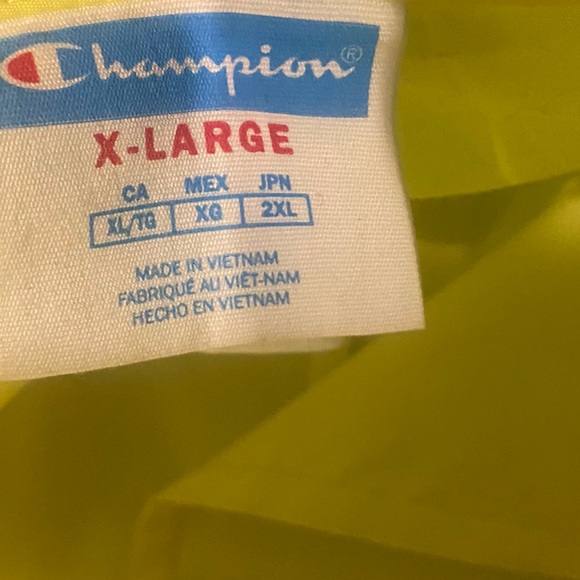 Champion®
X-LARGE
CA MEX JPN
XL/TG XG 2XL
MADE IN VIETNAM
FABRIQUÉ AU VIÊT-NAM
HECHO EN VIETNAM